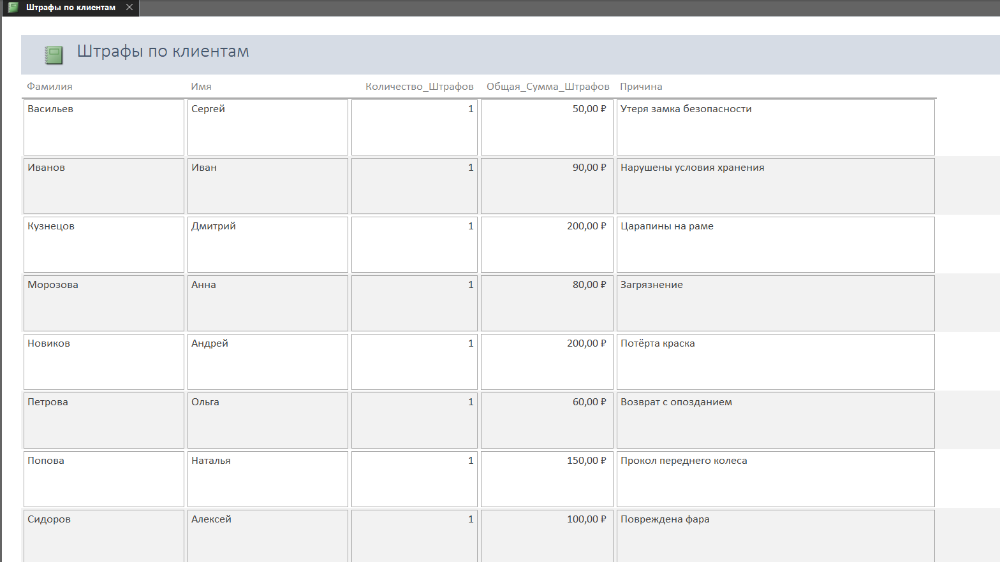 Штрафы по клиентам
Штрафы по клиентам
Фамилия Имя Количество_Штрафов Общая_Сумма_Штрафов Причина
Васильев Сергей 1 50,00 ₽ Утеря замка безопасности
Иванов Иван 1 90,00 ₽ Нарушены условия хранения
Кузнецов Дмитрий 1 200,00 ₽ Царапины на раме
Морозова Анна 1 80,00 ₽ Загрязнение
Новиков Андрей 1 200,00 ₽ Потёрта краска
Петрова Ольга 1 60,00 ₽ Возврат с опозданием
Попова Наталья 1 150,00 ₽ Прокол переднего колеса
Сидоров Алексей 1 100,00 ₽ Повреждена фара